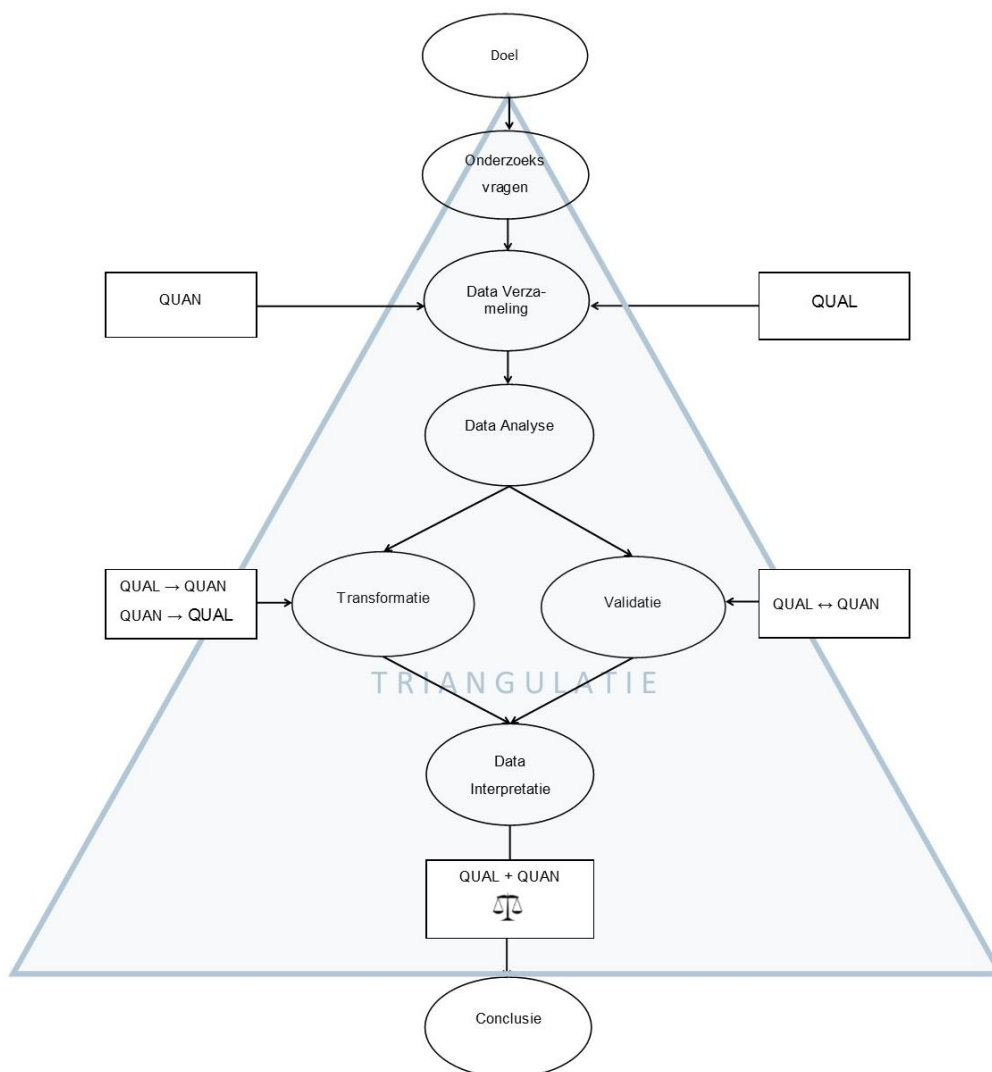 Doel
Onderzoeks
vragen
QUAN
Data Verza-
meling
QUAL
Data Analyse
QUAL → QUAN
QUAN → QUAL
Transformatie
Validatie
QUAL ↔ QUAN
TRIANGULATIE
Data
Interpretatie
QUAL + QUAN
Conclusie